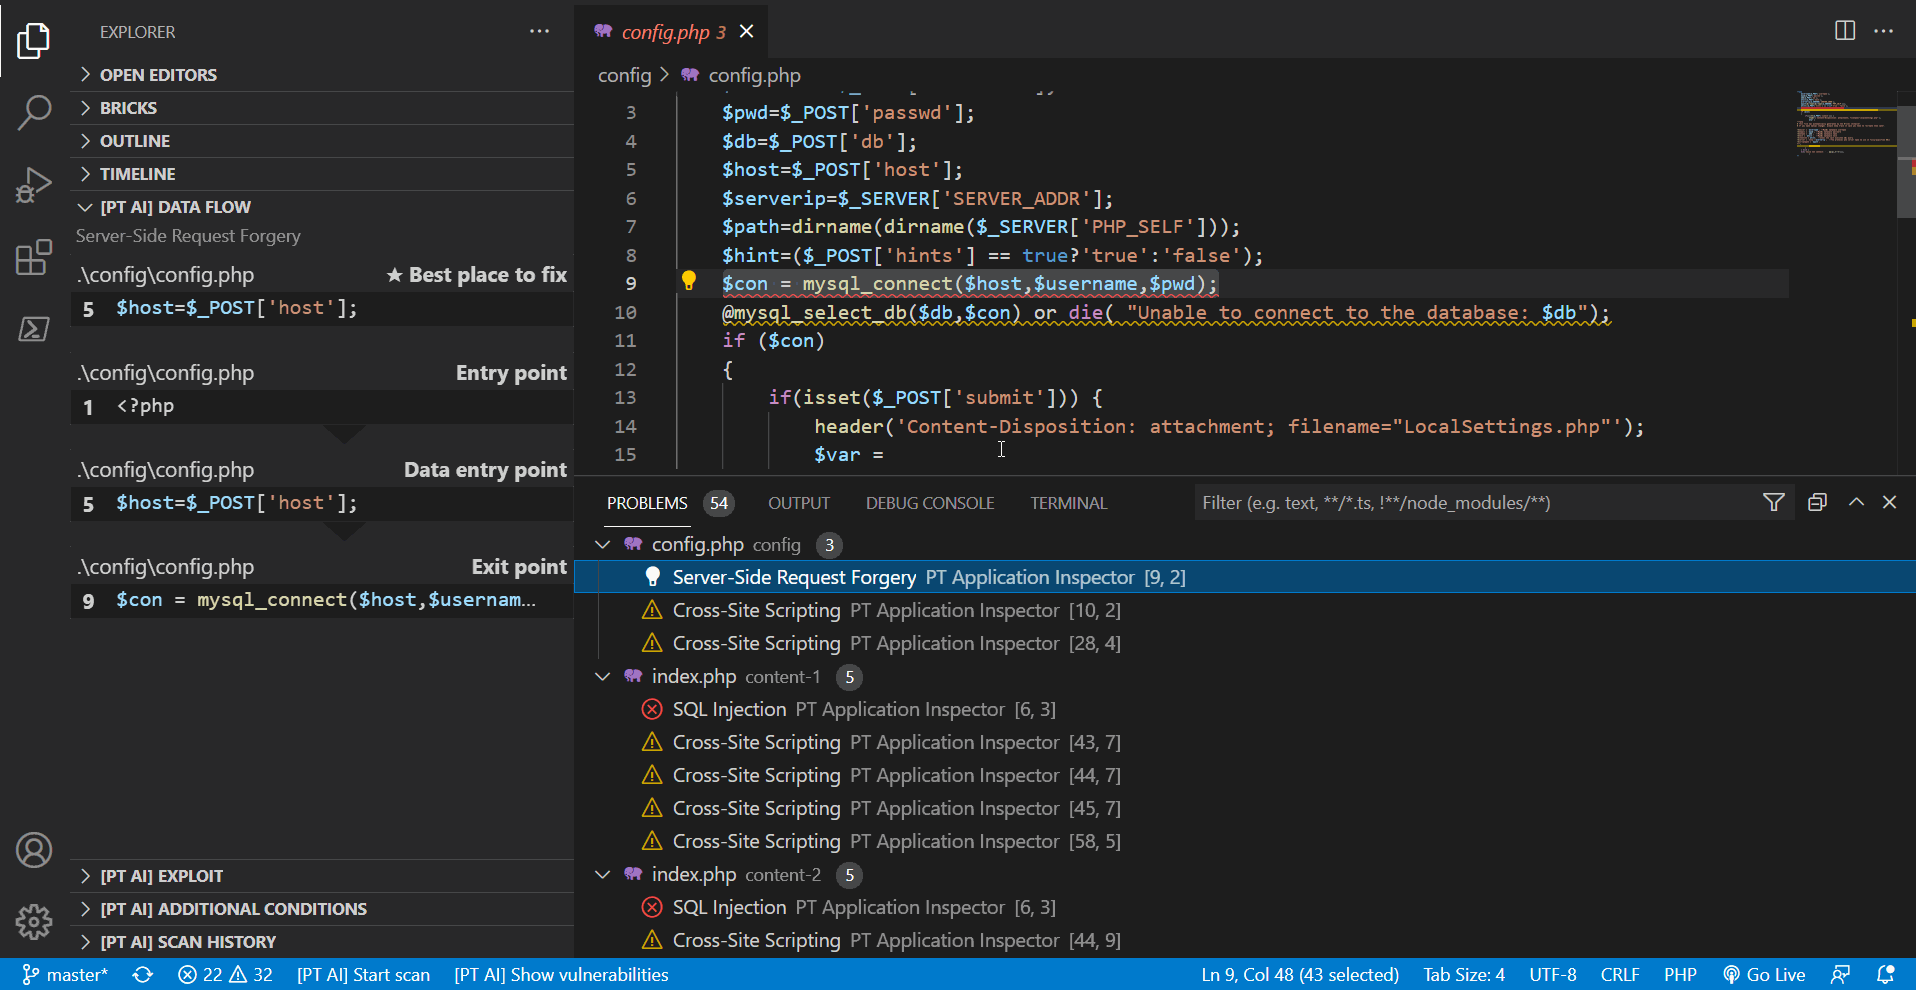 EXPLORER
OPEN EDITORS
BRICKS
OUTLINE
TIMELINE
[PT AI] DATA FLOW
Server-Side Request Forgery
.\config\config.php ★ Best place to fix
5 $host=$_POST['host'];
.\config\config.php Entry point
1 <?php
.\config\config.php Data entry point
5 $host=$_POST['host'];
.\config\config.php Exit point
9 $con = mysql_connect($host,$usernam...
[PT AI] EXPLOIT
[PT AI] ADDITIONAL CONDITIONS
[PT AI] SCAN HISTORY
config.php 3
config > config.php
3 $pwd=$_POST['passwd'];
4 $db=$_POST['db'];
5 $host=$_POST['host'];
6 $serverip=$_SERVER['SERVER_ADDR'];
7 $path=dirname(dirname($_SERVER['PHP_SELF']));
8 $hint=($_POST['hints'] == true?'true':'false');
9 $con = mysql_connect($host,$username,$pwd);
10 @mysql_select_db($db,$con) or die( "Unable to connect to the database: $db");
11 if ($con)
12 {
13 if(isset($_POST['submit'])) {
14 header('Content-Disposition: attachment; filename="LocalSettings.php"');
15 $var =
PROBLEMS 54 OUTPUT DEBUG CONSOLE TERMINAL Filter (e.g. text, **/*.ts, !**/node_modules/**)
config.php config 3
Server-Side Request Forgery PT Application Inspector [9, 2]
Cross-Site Scripting PT Application Inspector [10, 2]
Cross-Site Scripting PT Application Inspector [28, 4]
index.php content-1 5
SQL Injection PT Application Inspector [6, 3]
Cross-Site Scripting PT Application Inspector [43, 7]
Cross-Site Scripting PT Application Inspector [44, 7]
Cross-Site Scripting PT Application Inspector [45, 7]
Cross-Site Scripting PT Application Inspector [58, 5]
index.php content-2 5
SQL Injection PT Application Inspector [6, 3]
Cross-Site Scripting PT Application Inspector [44, 9]
master* 22 32 [PT AI] Start scan [PT AI] Show vulnerabilities Ln 9, Col 48 (43 selected) Tab Size: 4 UTF-8 CRLF PHP Go Live